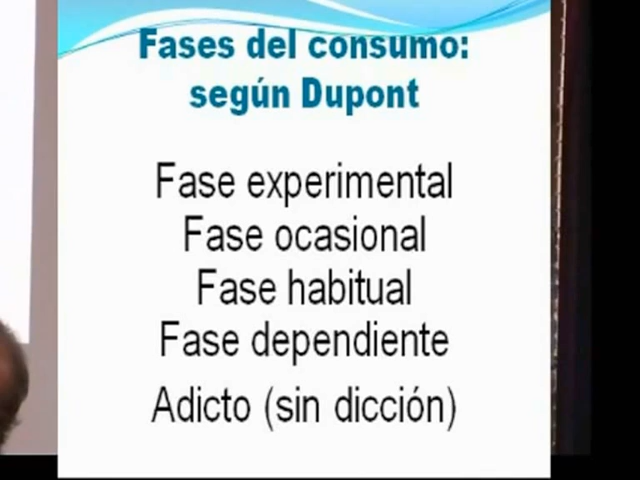 Fases del consumo:
según Dupont
Fase experimental
Fase ocasional
Fase habitual
Fase dependiente
Adicto (sin dicción)